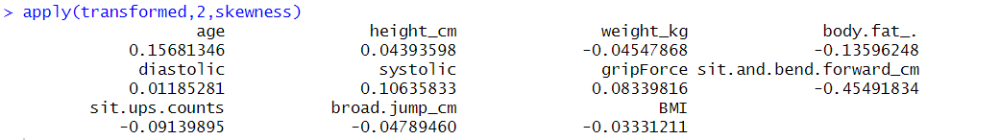 > apply(transformed,2,skewness)
age height_cm weight_kg body.fat_.
0.15681346 0.04393598 -0.04547868 -0.13596248
diastolic systolic gripForce sit.and.bend.forward_cm
0.01185281 0.10635833 0.08339816 -0.45491834
sit.ups.counts broad.jump_cm BMI
-0.09139895 -0.04789460 -0.03331211